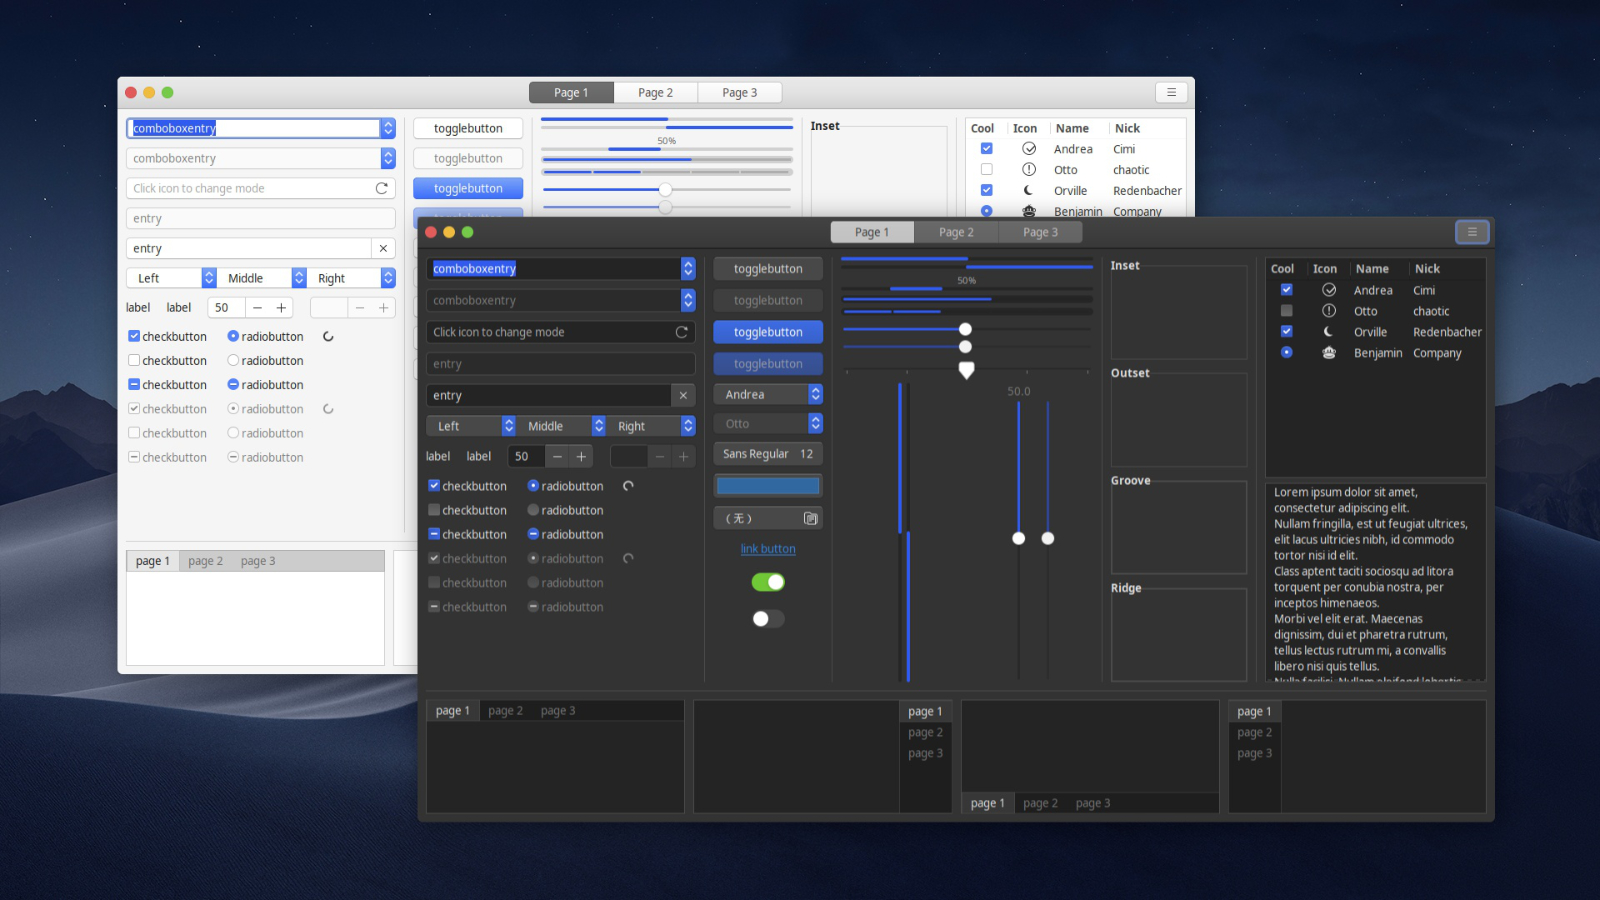 Page 1 Page 2 Page 3
comboboxentry
comboboxentry
Click icon to change mode
entry
entry
Left Middle Right
label label 50
checkbutton radiobutton
checkbutton radiobutton
checkbutton radiobutton
checkbutton radiobutton
checkbutton radiobutton
checkbutton radiobutton
page 1 page 2 page 3
togglebutton
togglebutton
togglebutton
50%
Inset
Cool Icon Name Nick
Andrea Cimi
Otto chaotic
Orville Redenbacher
Benjamin Company
Page 1 Page 2 Page 3
comboboxentry
comboboxentry
Click icon to change mode
entry
entry
Left Middle Right
label label 50
checkbutton radiobutton
checkbutton radiobutton
checkbutton radiobutton
checkbutton radiobutton
checkbutton radiobutton
checkbutton radiobutton
togglebutton
togglebutton
togglebutton
togglebutton
Andrea
Otto
Sans Regular 12
（无）
link button
50%
50.0
Inset
Outset
Groove
Ridge
Cool Icon Name Nick
Andrea Cimi
Otto chaotic
Orville Redenbacher
Benjamin Company
Lorem ipsum dolor sit amet,
consectetur adipiscing elit.
Nullam fringilla, est ut feugiat ultrices,
elit lacus ultricies nibh, id commodo
tortor nisi id elit.
Class aptent taciti sociosqu ad litora
torquent per conubia nostra, per
inceptos himenaeos.
Morbi vel elit erat. Maecenas
dignissim, dui et pharetra rutrum,
tellus lectus rutrum mi, a convallis
libero nisi quis tellus.
page 1 page 2 page 3
page 1
page 2
page 3
page 1 page 2 page 3
page 1
page 2
page 3